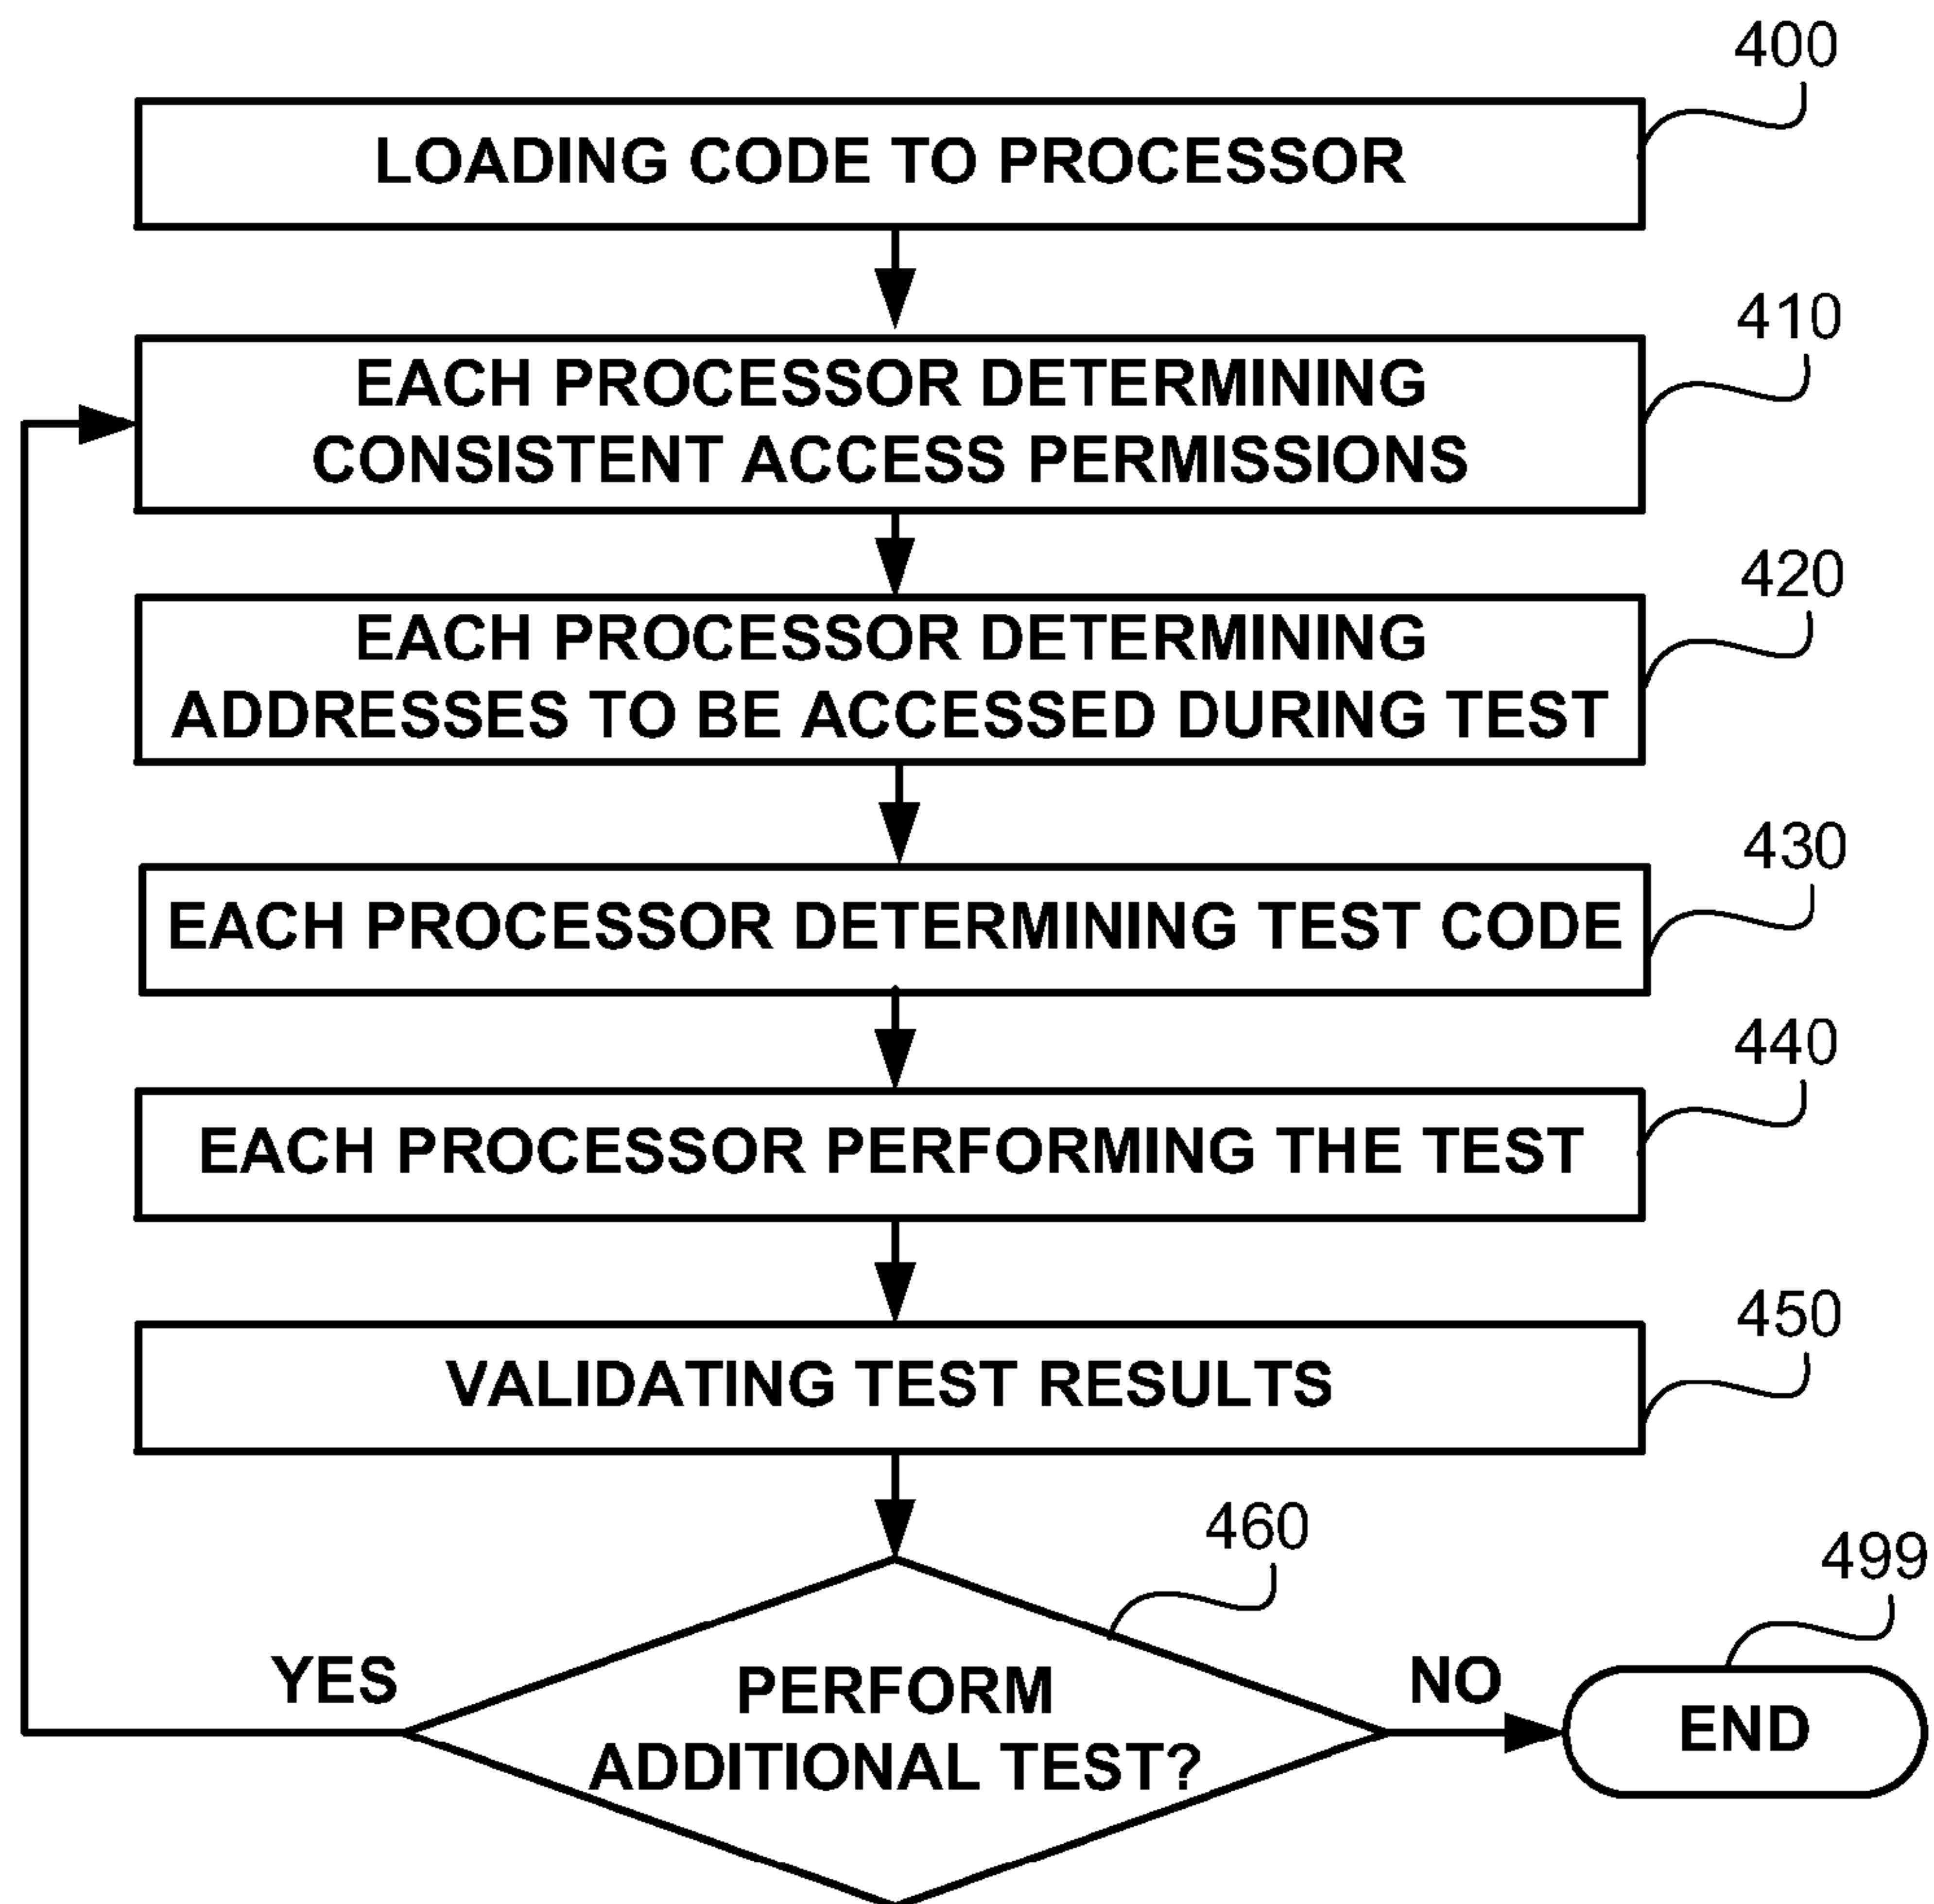 400
LOADING CODE TO PROCESSOR
410
EACH PROCESSOR DETERMINING
CONSISTENT ACCESS PERMISSIONS
420
EACH PROCESSOR DETERMINING
ADDRESSES TO BE ACCESSED DURING TEST
430
EACH PROCESSOR DETERMINING TEST CODE
440
EACH PROCESSOR PERFORMING THE TEST
450
VALIDATING TEST RESULTS
460
499
YES
PERFORM
ADDITIONAL TEST?
NO
END